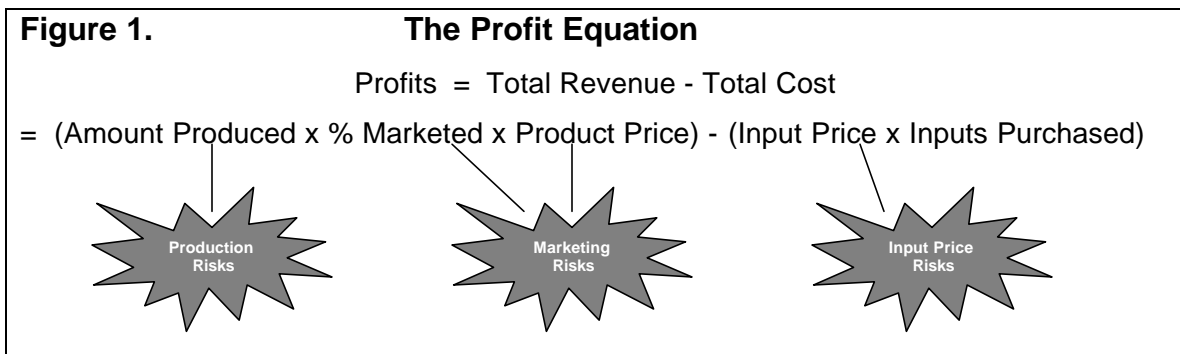 Figure 1. The Profit Equation
Profits = Total Revenue - Total Cost
= (Amount Produced x % Marketed x Product Price) - (Input Price x Inputs Purchased)
Production
Risks
Marketing
Risks
Input Price
Risks